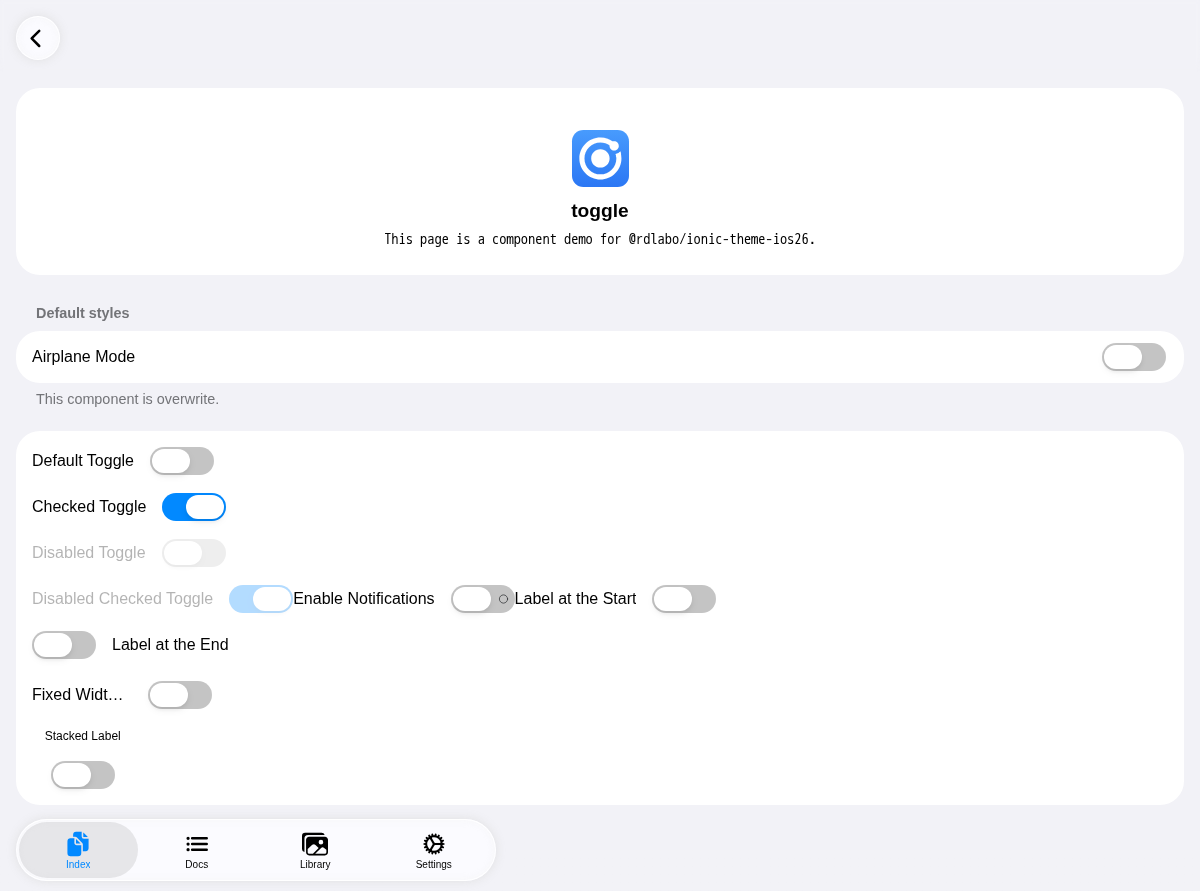 toggle
This page is a component demo for @rdlabo/ionic-theme-ios26.
Default styles
Airplane Mode
This component is overwrite.
Default Toggle
Checked Toggle
Disabled Toggle
Disabled Checked Toggle Enable Notifications Label at the Start
Label at the End
Fixed Widt…
Stacked Label
Index Docs Library Settings